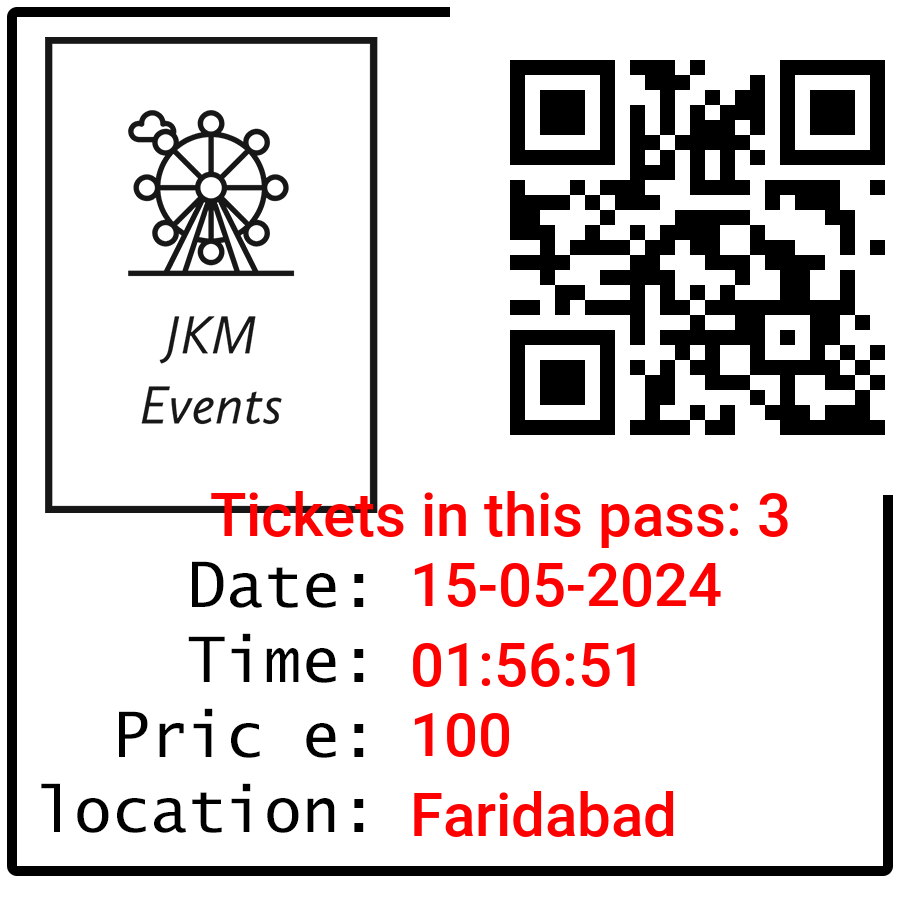 JKM
Events
Tickets in this pass: 3
Date: 15-05-2024
Time: 01:56:51
Pric e: 100
location: Faridabad